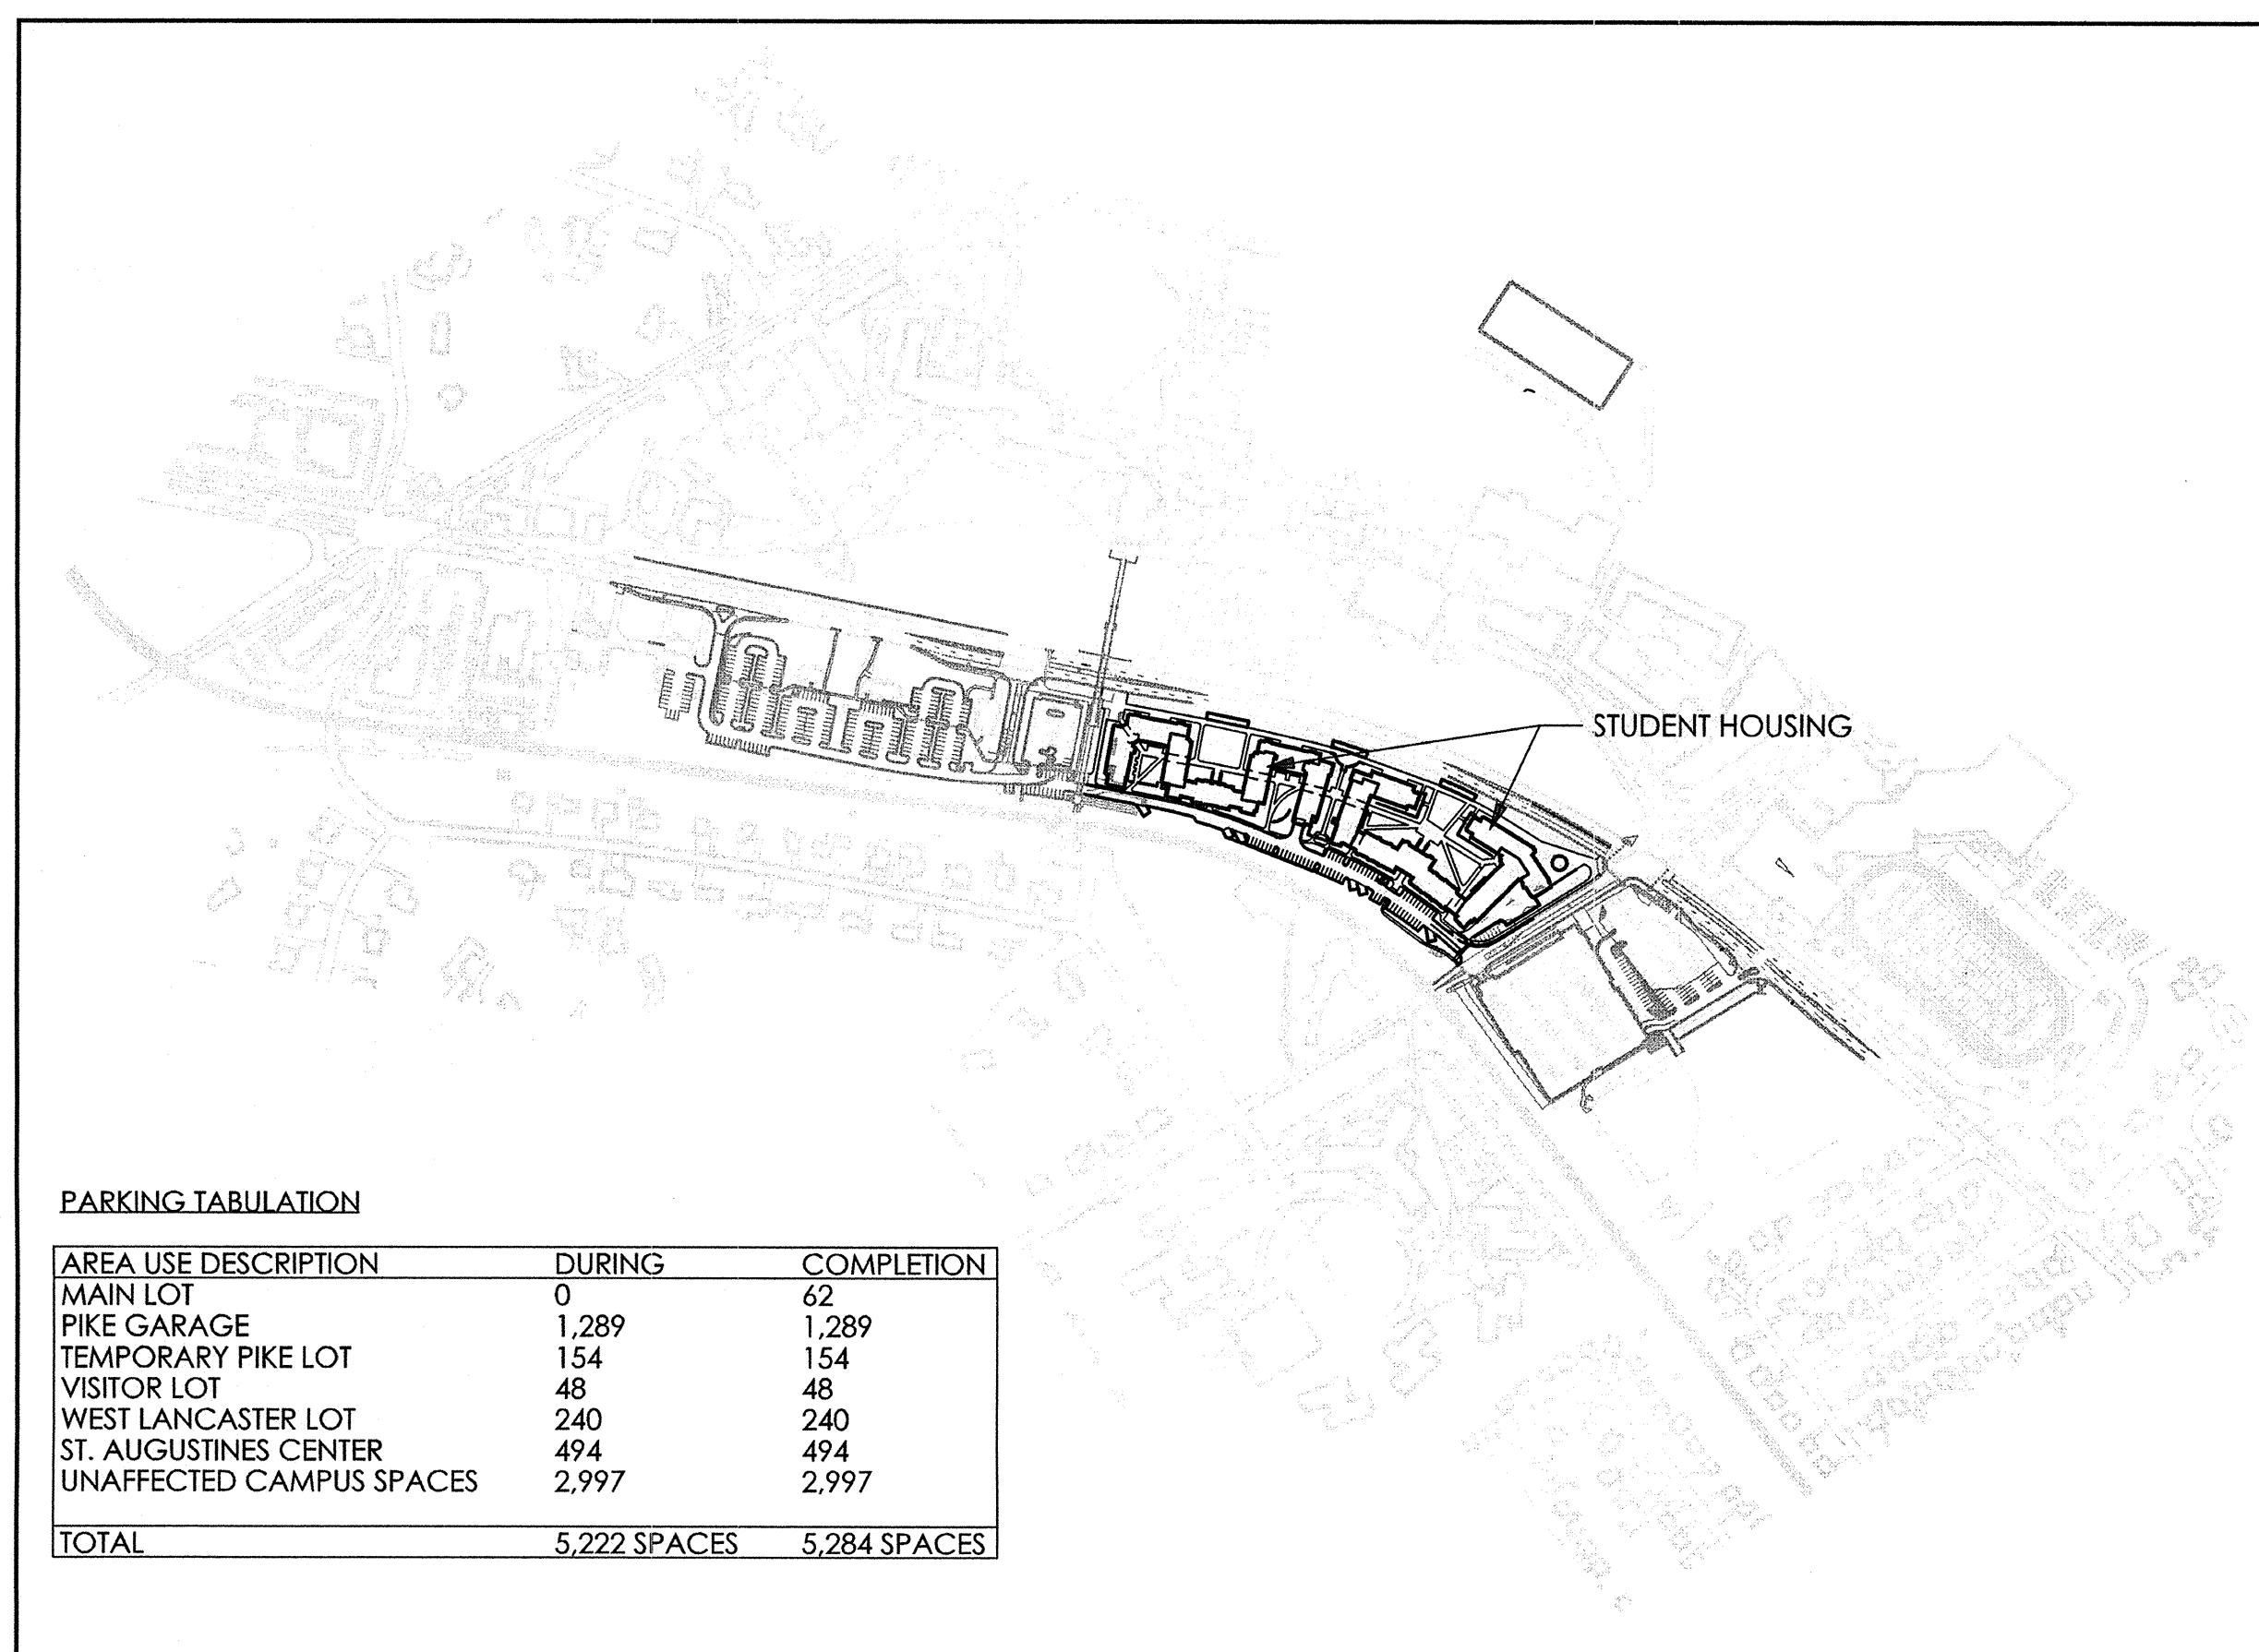 STUDENT HOUSING
PARKING TABULATION
AREA USE DESCRIPTION DURING COMPLETION
MAIN LOT 0 62
PIKE GARAGE 1,289 1,289
TEMPORARY PIKE LOT 154 154
VISITOR LOT 48 48
WEST LANCASTER LOT 240 240
ST. AUGUSTINES CENTER 494 494
UNAFFECTED CAMPUS SPACES 2,997 2,997
TOTAL 5,222 SPACES 5,284 SPACES